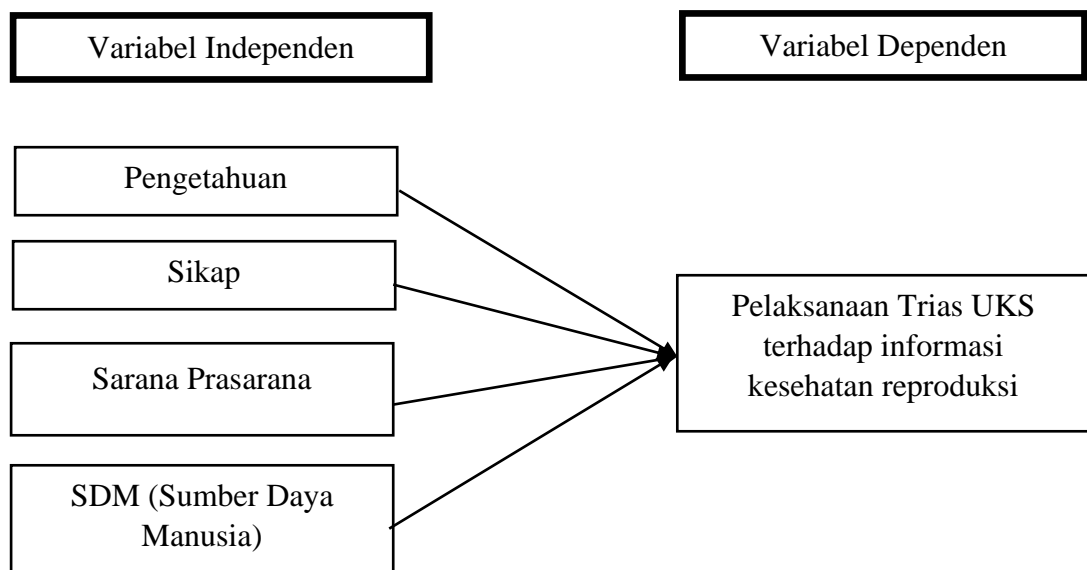 Variabel Independen
Variabel Dependen
Pengetahuan
Sikap
Sarana Prasarana
SDM (Sumber Daya
Manusia)
Pelaksanaan Trias UKS
terhadap informasi
kesehatan reproduksi